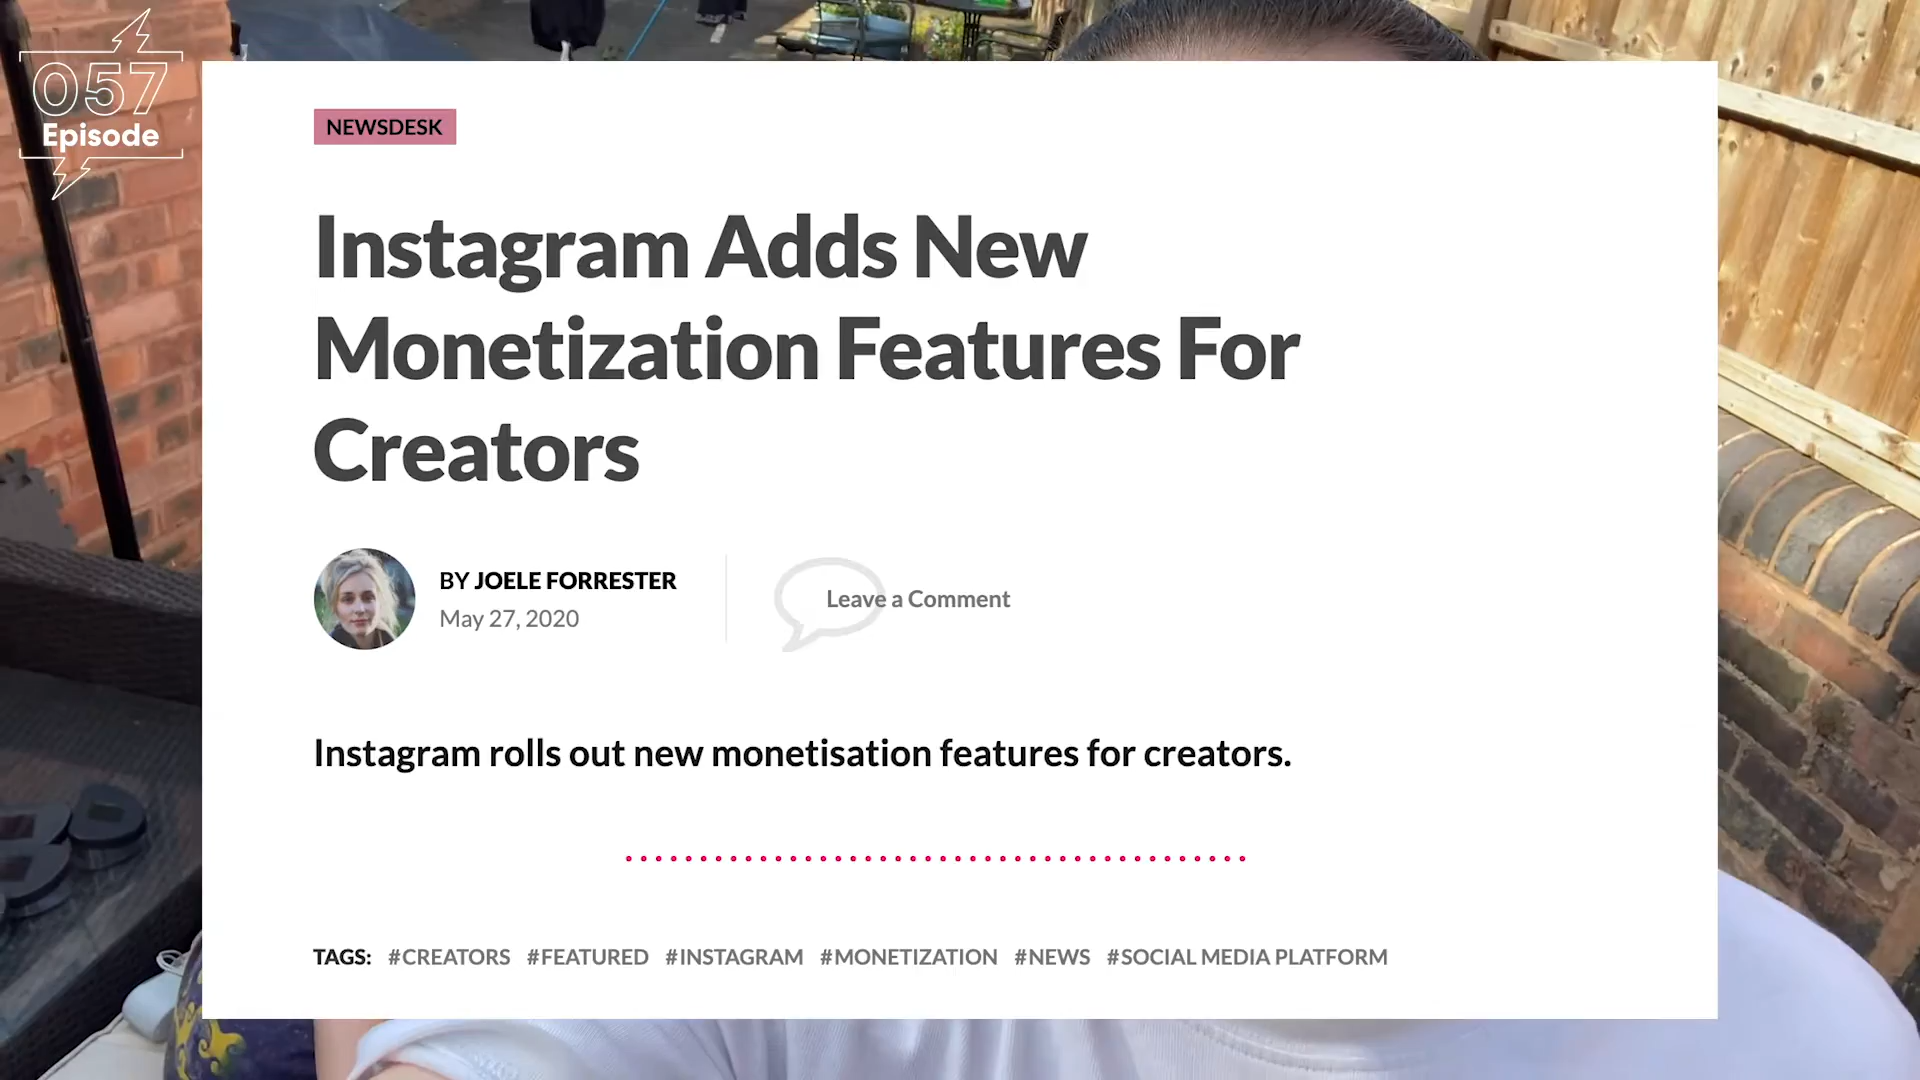 057
Episode
NEWSDESK
Instagram Adds New
Monetization Features For
Creators
BY JOELE FORRESTER
May 27, 2020
Leave a Comment
Instagram rolls out new monetisation features for creators.
TAGS: #CREATORS #FEATURED #INSTAGRAM #MONETIZATION #NEWS #SOCIAL MEDIA PLATFORM